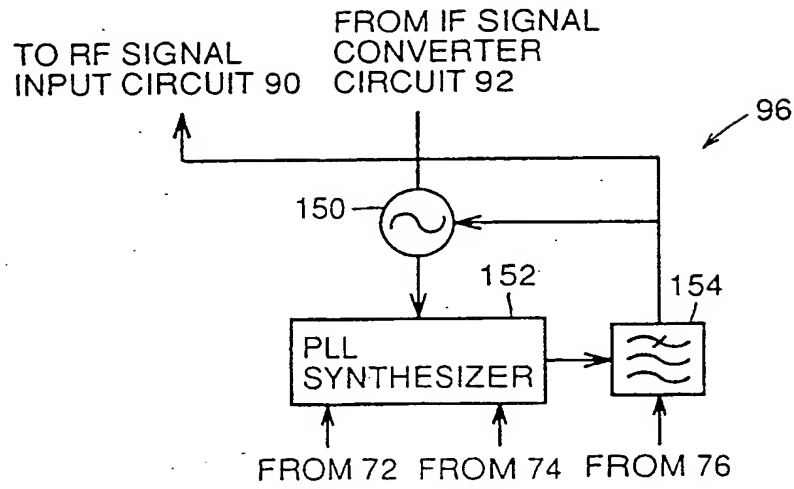 TO RF SIGNAL
INPUT CIRCUIT 90
FROM IF SIGNAL
CONVERTER
CIRCUIT 92
96
150
152
154
PLL
SYNTHESIZER
FROM 72
FROM 74
FROM 76